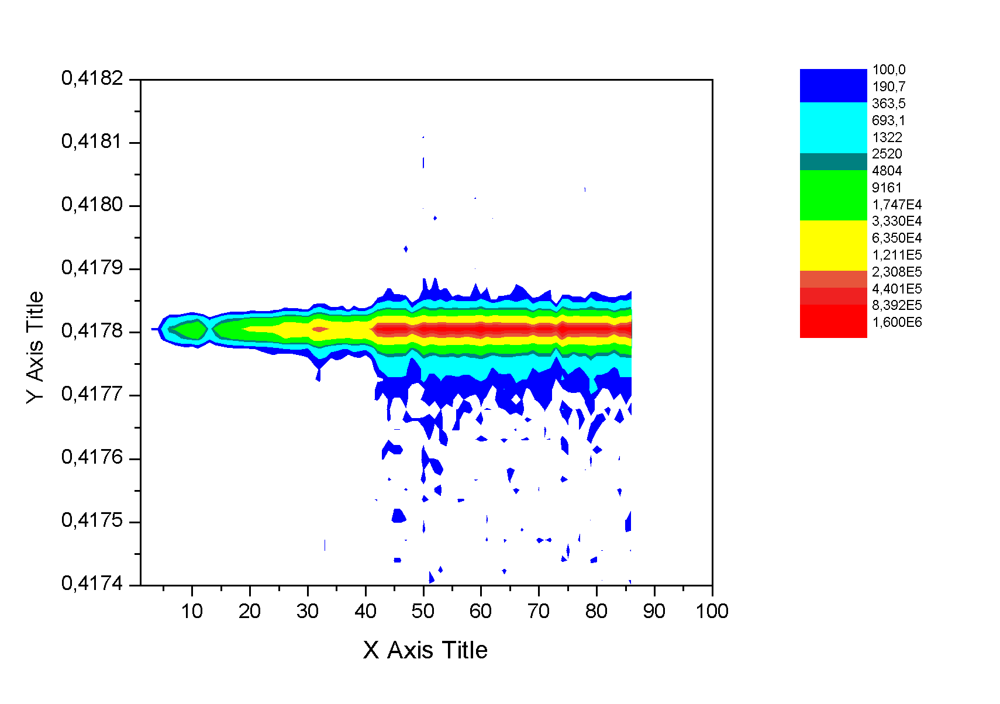 0,4182
0,4181
0,4180
0,4179
0,4178
0,4177
0,4176
0,4175
0,4174
Y Axis Title
10 20 30 40 50 60 70 80 90 100
X Axis Title
100,0
190,7
363,5
693,1
1322
2520
4804
9161
1,747E4
3,330E4
6,350E4
1,211E5
2,308E5
4,401E5
8,392E5
1,600E6